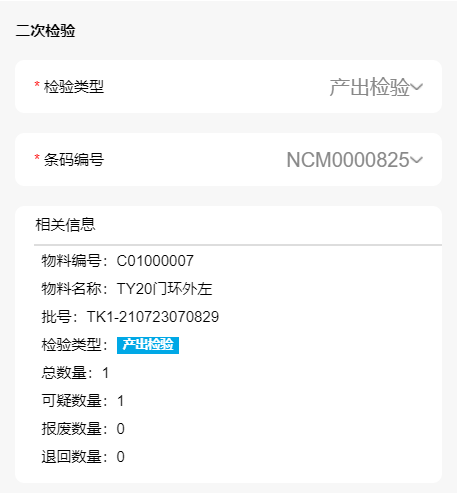 二次检验
* 检验类型 产出检验
* 条码编号 NCM0000825
相关信息
物料编号：C01000007
物料名称：TY20门环外左
批号：TK1-210723070829
检验类型：产出检验
总数量：1
可疑数量：1
报废数量：0
退回数量：0